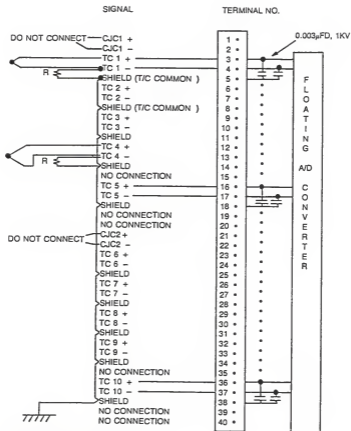 SIGNAL TERMINAL NO.
0.003µFD, 1KV
DO NOT CONNECT CJC1 + 1
CJC1 – 2
TC 1 + 3
TC 1 – 4
R SHIELD (T/C COMMON ) 5
TC 2 + 6
TC 2 – 7
SHIELD (T/C COMMON ) 8
TC 3 + 9
TC 3 – 10
SHIELD 11
TC 4 + 12
TC 4 – 13
R SHIELD 14
NO CONNECTION 15
TC 5 + 16
TC 5 – 17
SHIELD 18
NO CONNECTION 19
NO CONNECTION 20
CJC2 + 21
DO NOT CONNECT CJC2 – 22
TC 6 + 23
TC 6 – 24
SHIELD 25
TC 7 + 26
TC 7 – 27
SHIELD 28
TC 8 + 29
TC 8 – 30
SHIELD 31
TC 9 + 32
TC 9 – 33
SHIELD 34
NO CONNECTION 35
TC 10 + 36
TC 10 – 37
SHIELD 38
NO CONNECTION 39
NO CONNECTION 40
FLOATING A/D CONVERTER